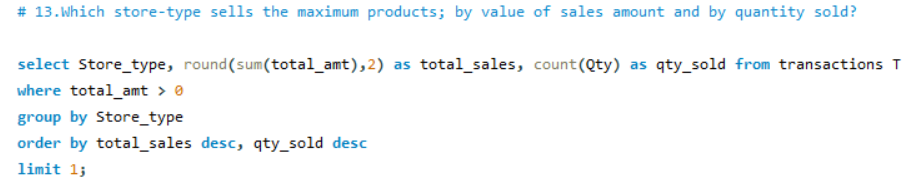 # 13.Which store-type sells the maximum products; by value of sales amount and by quantity sold?
select Store_type, round(sum(total_amt),2) as total_sales, count(Qty) as qty_sold from transactions T
where total_amt > 0
group by Store_type
order by total_sales desc, qty_sold desc
limit 1;